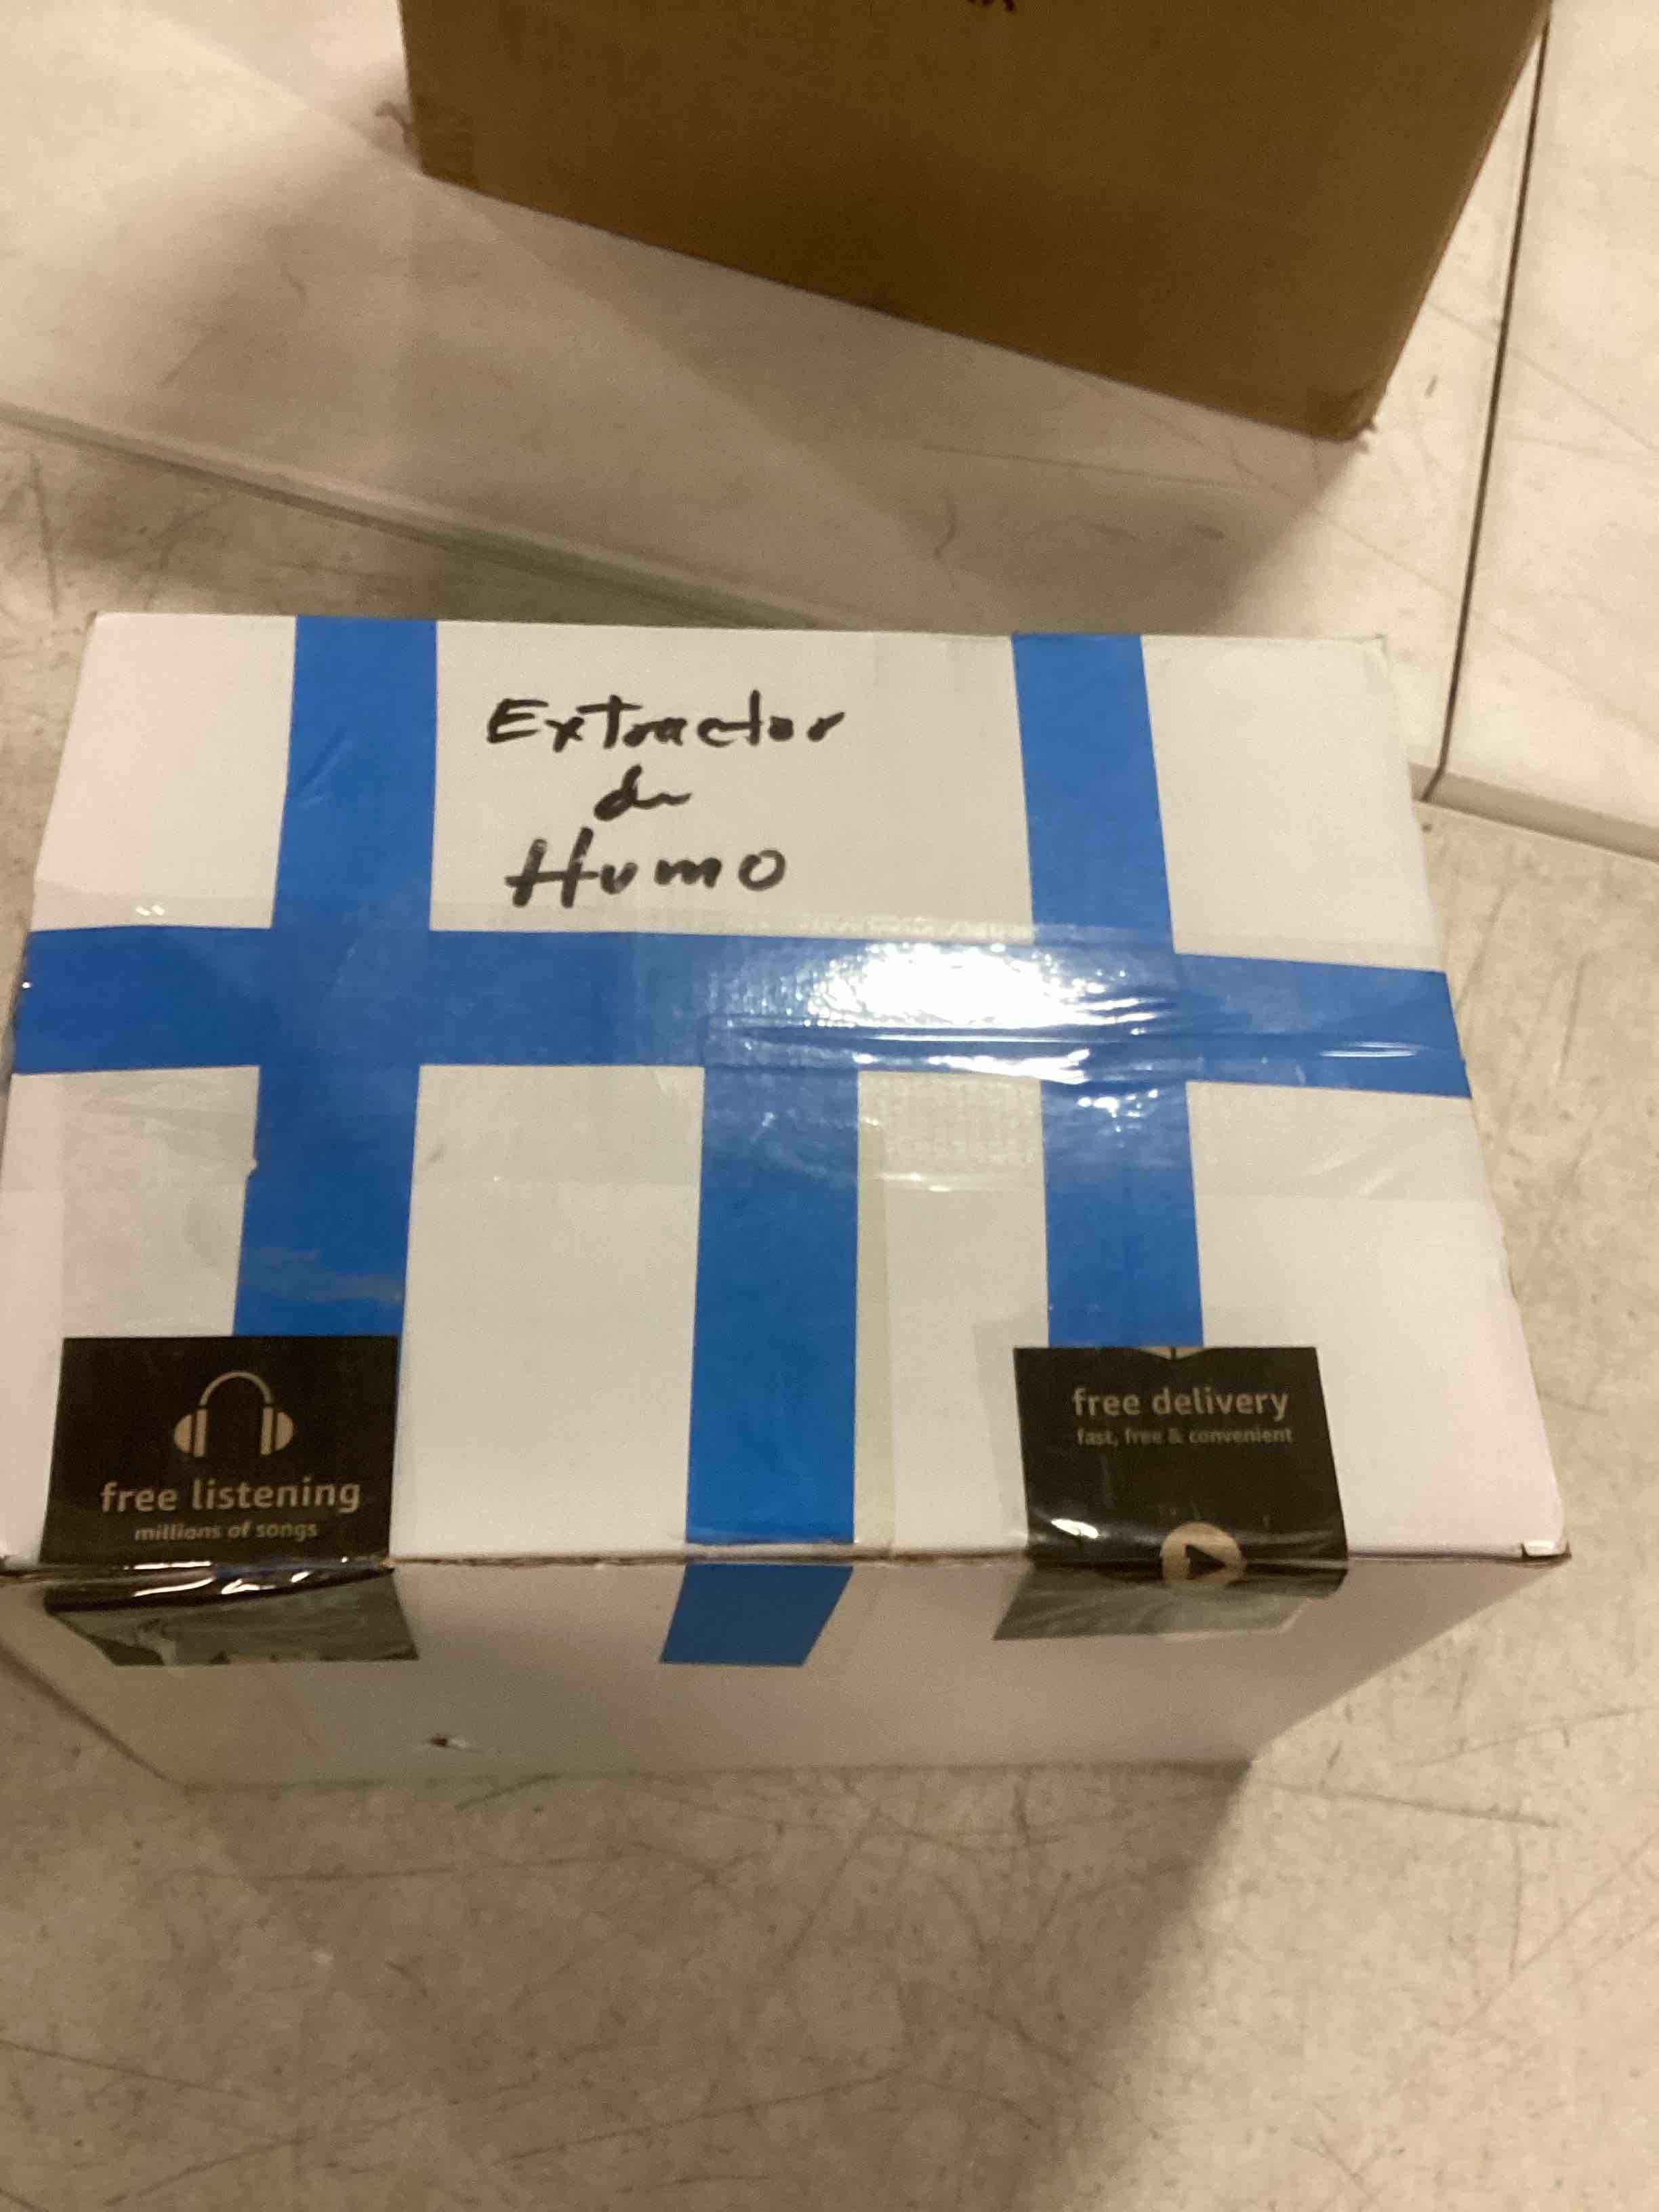 Extractor
de
Humo
free listening
millions of songs
free delivery
fast, free & convenient